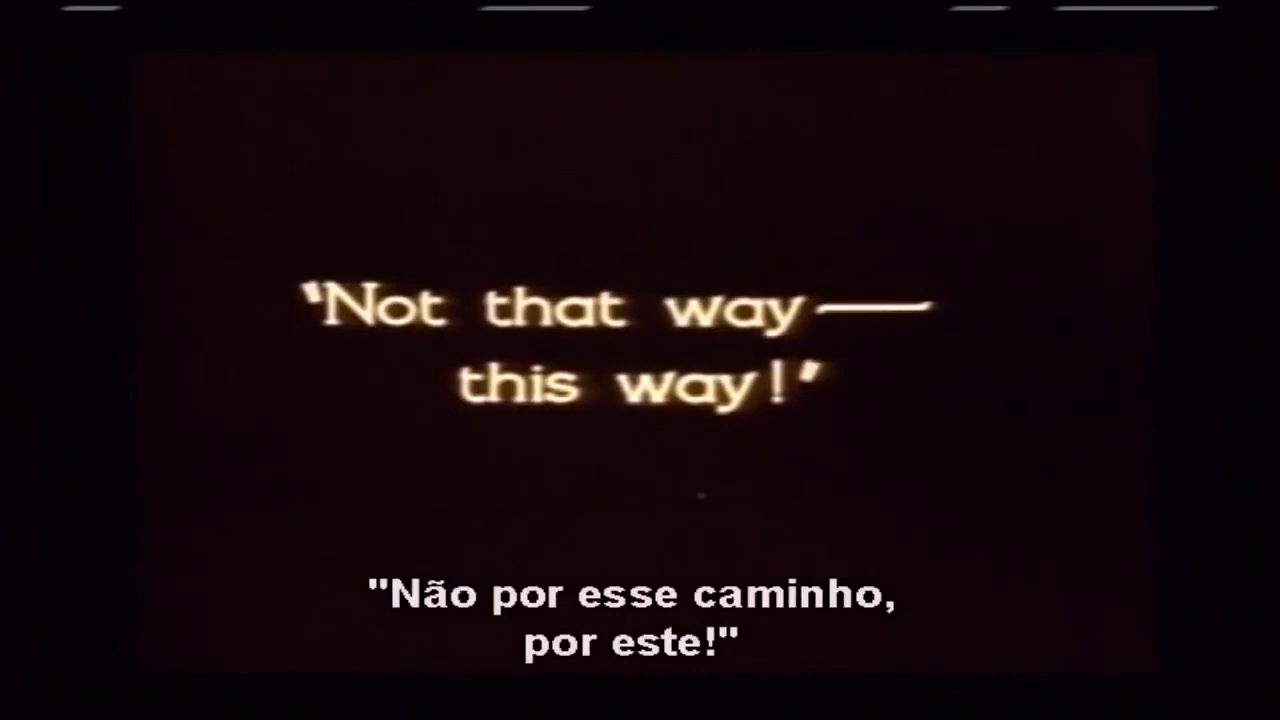 'Not that way—
this way!'
"Não por esse caminho,
por este!"